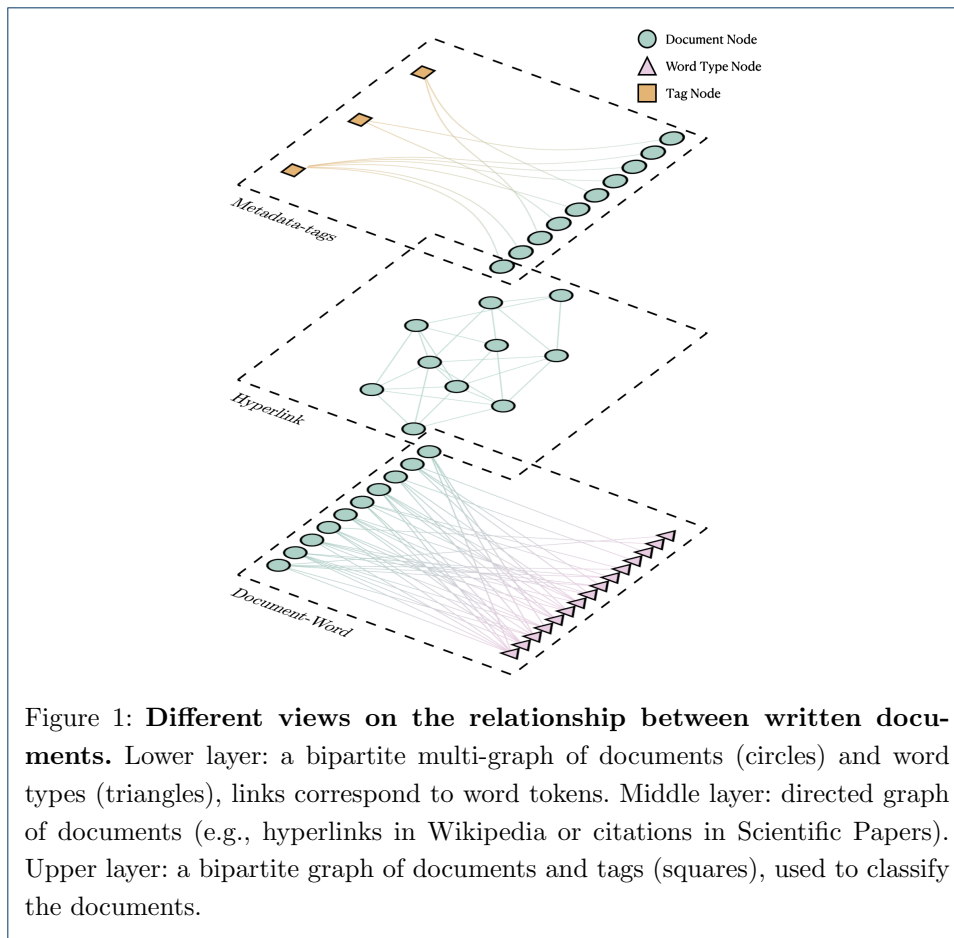 Document Node
Word Type Node
Tag Node
Metadata-tags
Hyperlink
Document-Word
Figure 1: Different views on the relationship between written docu-
ments. Lower layer: a bipartite multi-graph of documents (circles) and word
types (triangles), links correspond to word tokens. Middle layer: directed graph
of documents (e.g., hyperlinks in Wikipedia or citations in Scientific Papers).
Upper layer: a bipartite graph of documents and tags (squares), used to classify
the documents.